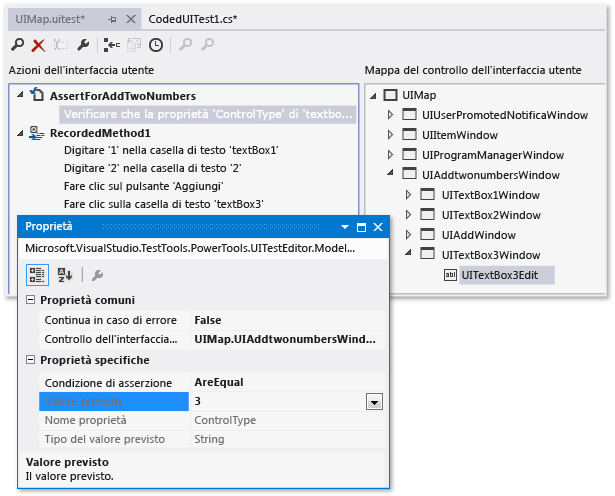 UIMap.uitest*
CodedUITest1.cs*
Azioni dell'interfaccia utente
AssertForAddTwoNumbers
Verificare che la proprietà 'ControlType' di 'textbo...
RecordedMethod1
Digitare '1' nella casella di testo 'textBox1'
Digitare '2' nella casella di testo '2'
Fare clic sul pulsante 'Aggiungi'
Fare clic sulla casella di testo 'textBox3'
Mappa del controllo dell'interfaccia utente
UIMap
UIUserPromotedNotificaWindow
UIItemWindow
UIProgramManagerWindow
UIAddtwonumbersWindow
UITextBox1Window
UITextBox2Window
UIAddWindow
UITextBox3Window
abl UITextBox3Edit
Proprietà
Microsoft.VisualStudio.TestTools.PowerTools.UITestEditor.Model...
Proprietà comuni
Continua in caso di errore False
Controllo dell'interfaccia... UIMap.UIAddtwonumbersWind...
Proprietà specifiche
Condizione di asserzione AreEqual
Valore previsto 3
Nome proprietà ControlType
Tipo del valore previsto String
Valore previsto
Il valore previsto.